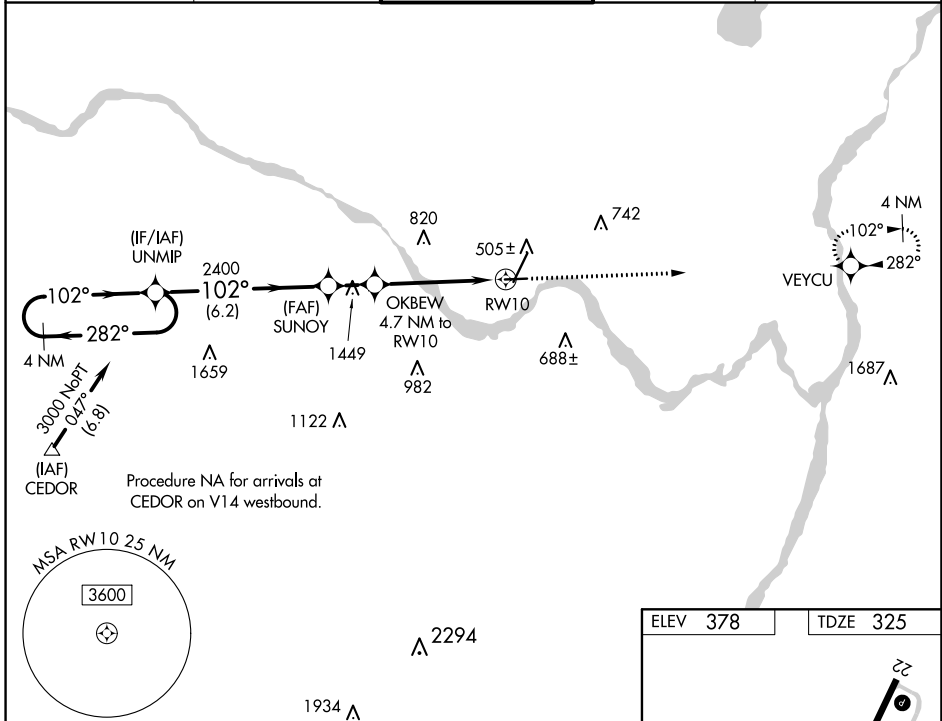 820
742
4 NM
102°
505±
(IF/IAF)
UNMIP
2400
102°
(6.2)
102°
282°
282°
VEYCU
RW10
(FAF)
SUNOY
OKBEW
4.7 NM to
RW10
4 NM
1659
1449
982
688±
1687
3000 NoPT
047°
(6.8)
1122
(IAF)
CEDOR
Procedure NA for arrivals at
CEDOR on V14 westbound.
MSA RW10 25 NM
3600
2294
1934
ELEV 378
TDZE 325
22
P